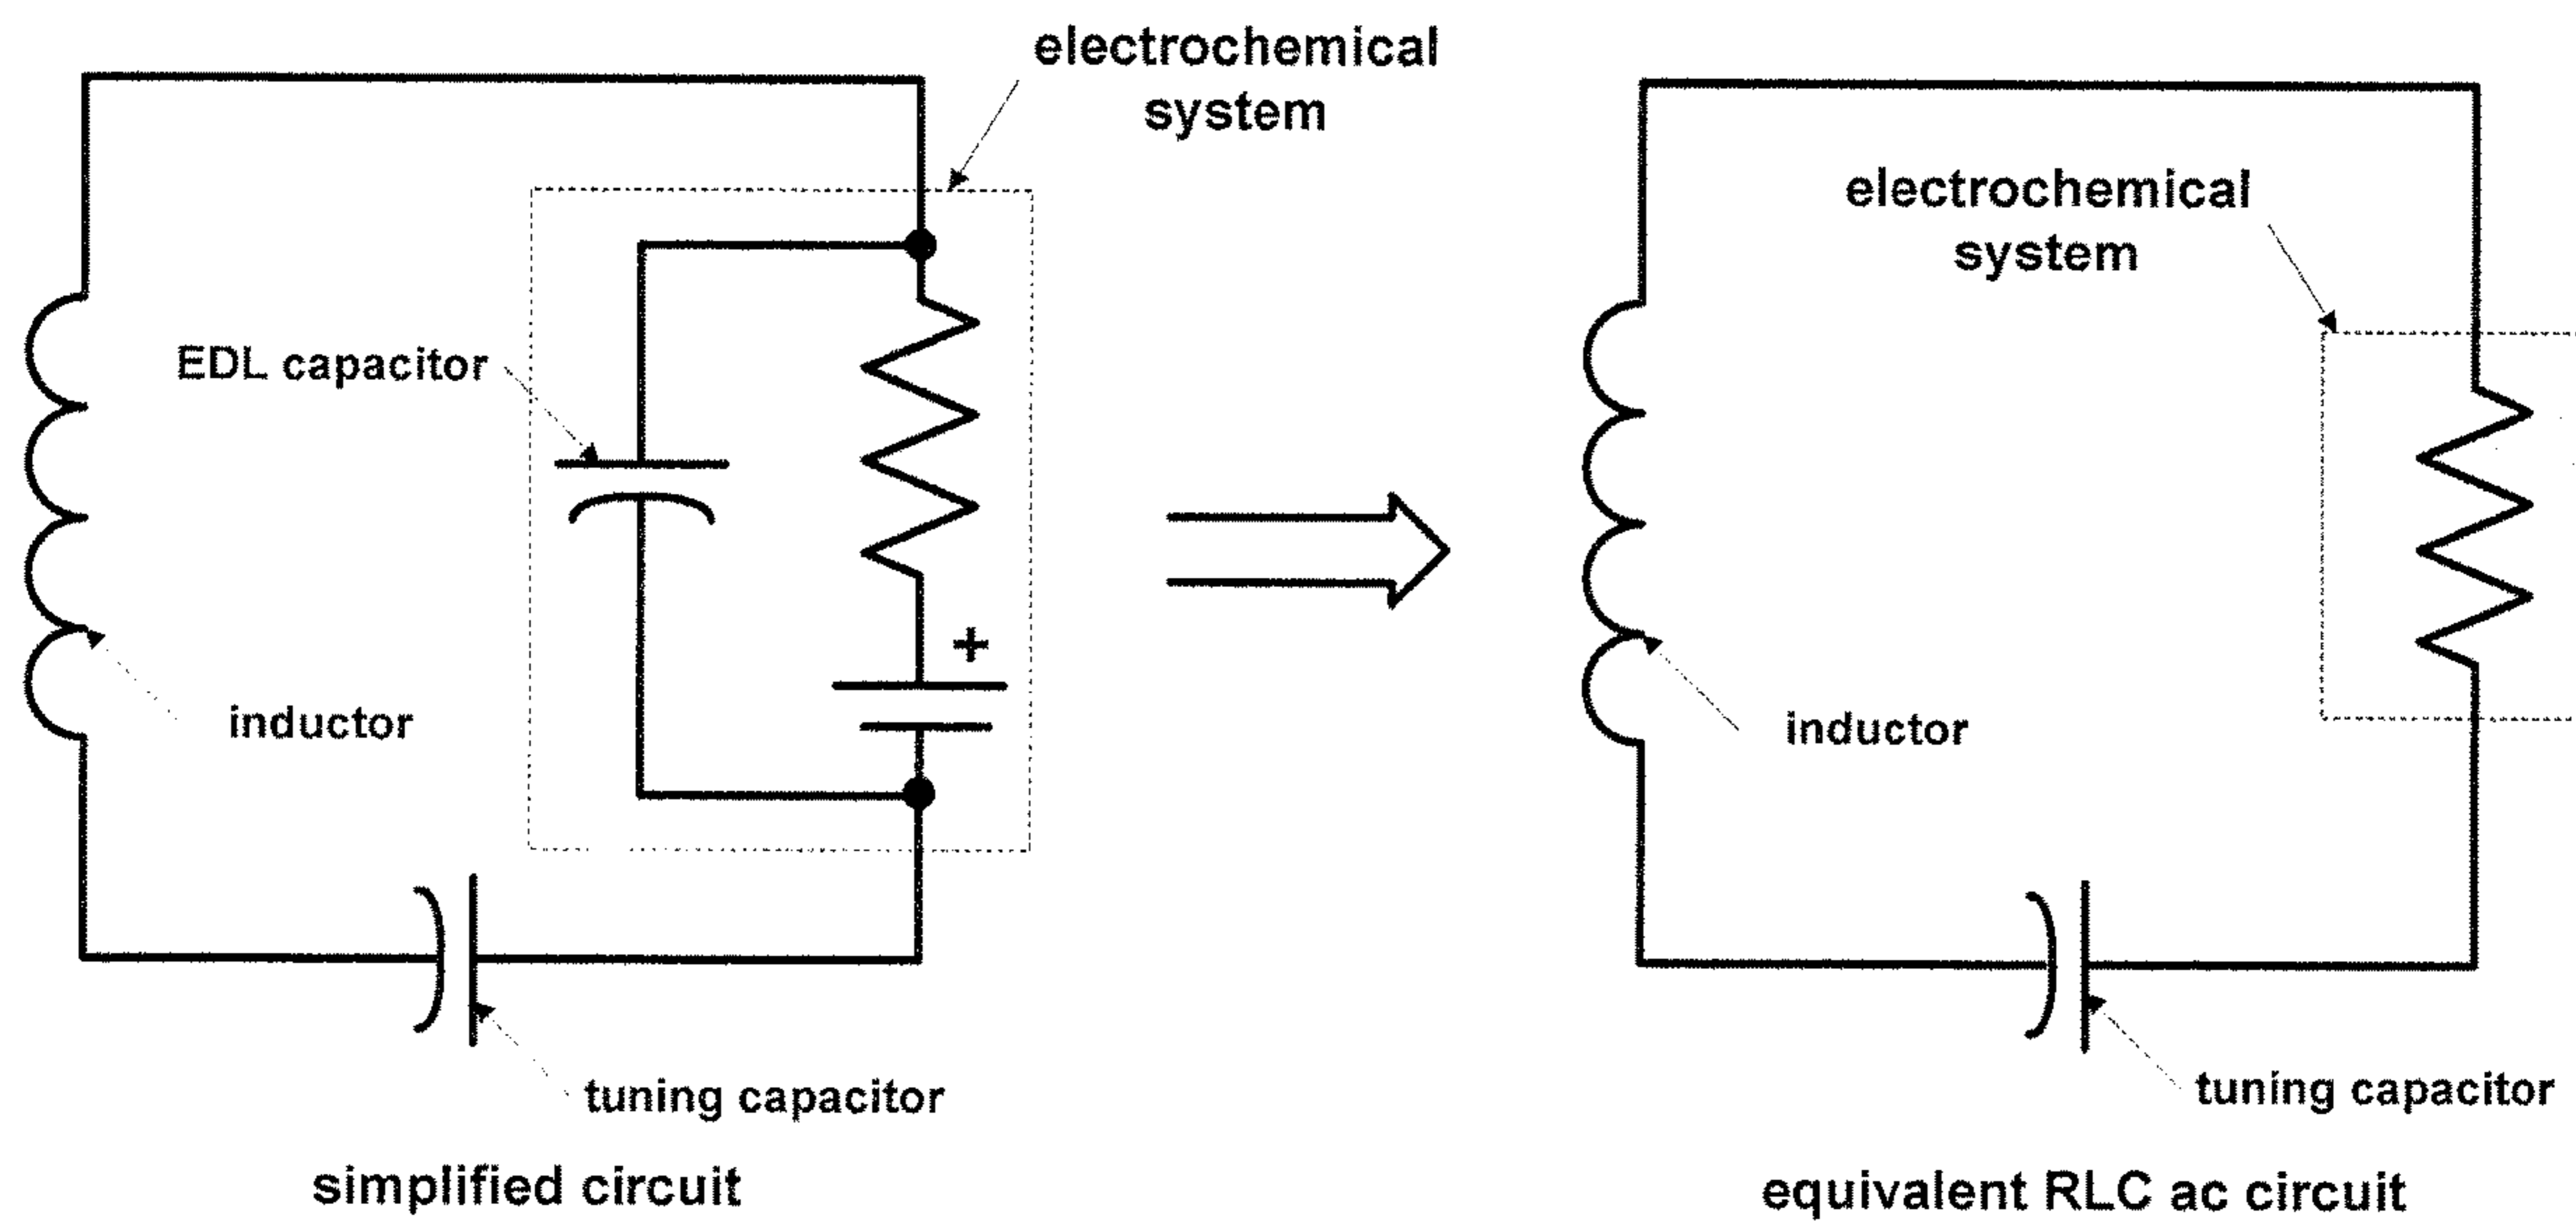 electrochemical
system
EDL capacitor
+
inductor
tuning capacitor
simplified circuit
electrochemical
system
inductor
tuning capacitor
equivalent RLC ac circuit